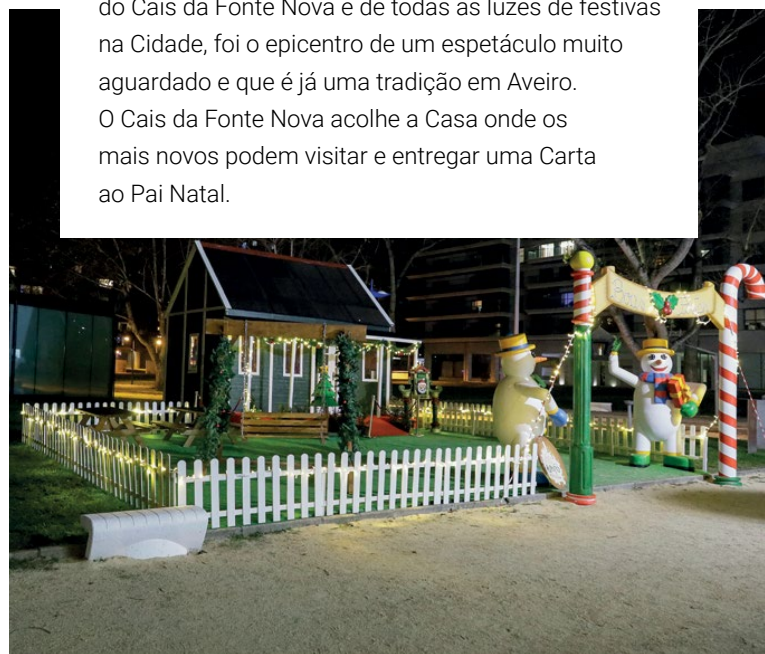 do Cais da Fonte Nova e de todas as luzes de festivas
na Cidade, foi o epicentro de um espetáculo muito
aguardado e que é já uma tradição em Aveiro.
O Cais da Fonte Nova acolhe a Casa onde os
mais novos podem visitar e entregar uma Carta
ao Pai Natal.